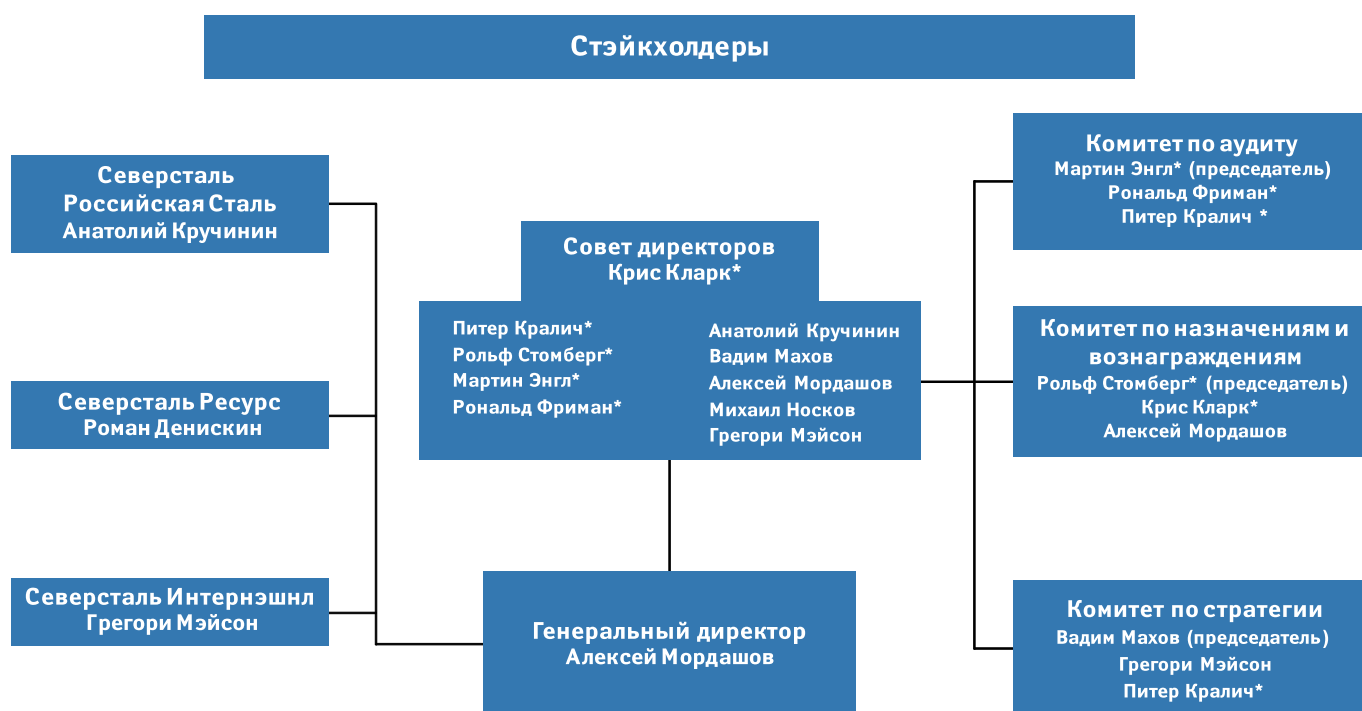 Стэйкхолдеры
Северсталь
Российская Сталь
Анатолий Кручинин
Северсталь Ресурс
Роман Денискин
Северсталь Интернэшнл
Грегори Мэйсон
Совет директоров
Крис Кларк*
Питер Кралич*
Рольф Стомберг*
Мартин Энгл*
Рональд Фриман*
Анатолий Кручинин
Вадим Махов
Алексей Мордашов
Михаил Носков
Грегори Мэйсон
Генеральный директор
Алексей Мордашов
Комитет по аудиту
Мартин Энгл* (председатель)
Рональд Фриман*
Питер Кралич *
Комитет по назначениям и
вознаграждениям
Рольф Стомберг* (председатель)
Крис Кларк*
Алексей Мордашов
Комитет по стратегии
Вадим Махов (председатель)
Грегори Мэйсон
Питер Кралич*